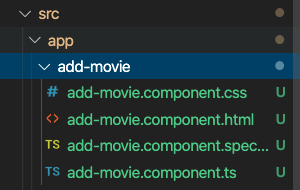 src
app
add-movie
# add-movie.component.css U
<> add-movie.component.html U
TS add-movie.component.spec... U
TS add-movie.component.ts U